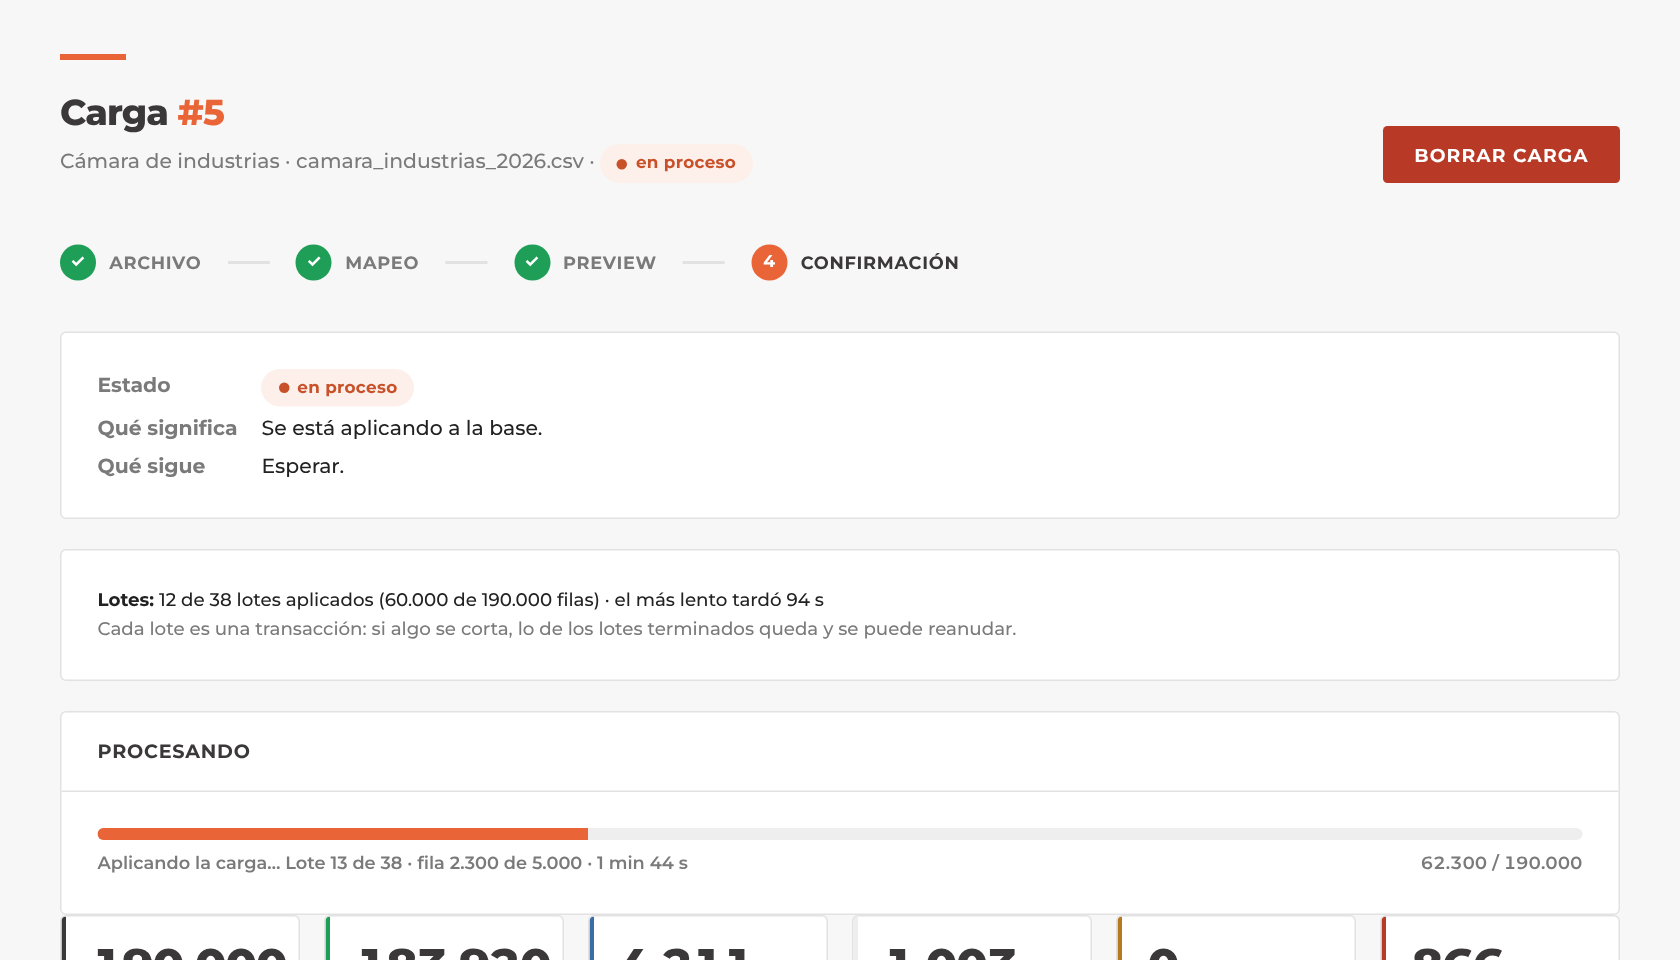 Carga #5
Cámara de industrias · camara_industrias_2026.csv · en proceso
BORRAR CARGA
ARCHIVO
MAPEO
PREVIEW
4 CONFIRMACIÓN
Estado en proceso
Qué significa Se está aplicando a la base.
Qué sigue Esperar.
Lotes: 12 de 38 lotes aplicados (60.000 de 190.000 filas) · el más lento tardó 94 s
Cada lote es una transacción: si algo se corta, lo de los lotes terminados queda y se puede reanudar.
PROCESANDO
Aplicando la carga... Lote 13 de 38 · fila 2.300 de 5.000 · 1 min 44 s
62.300 / 190.000